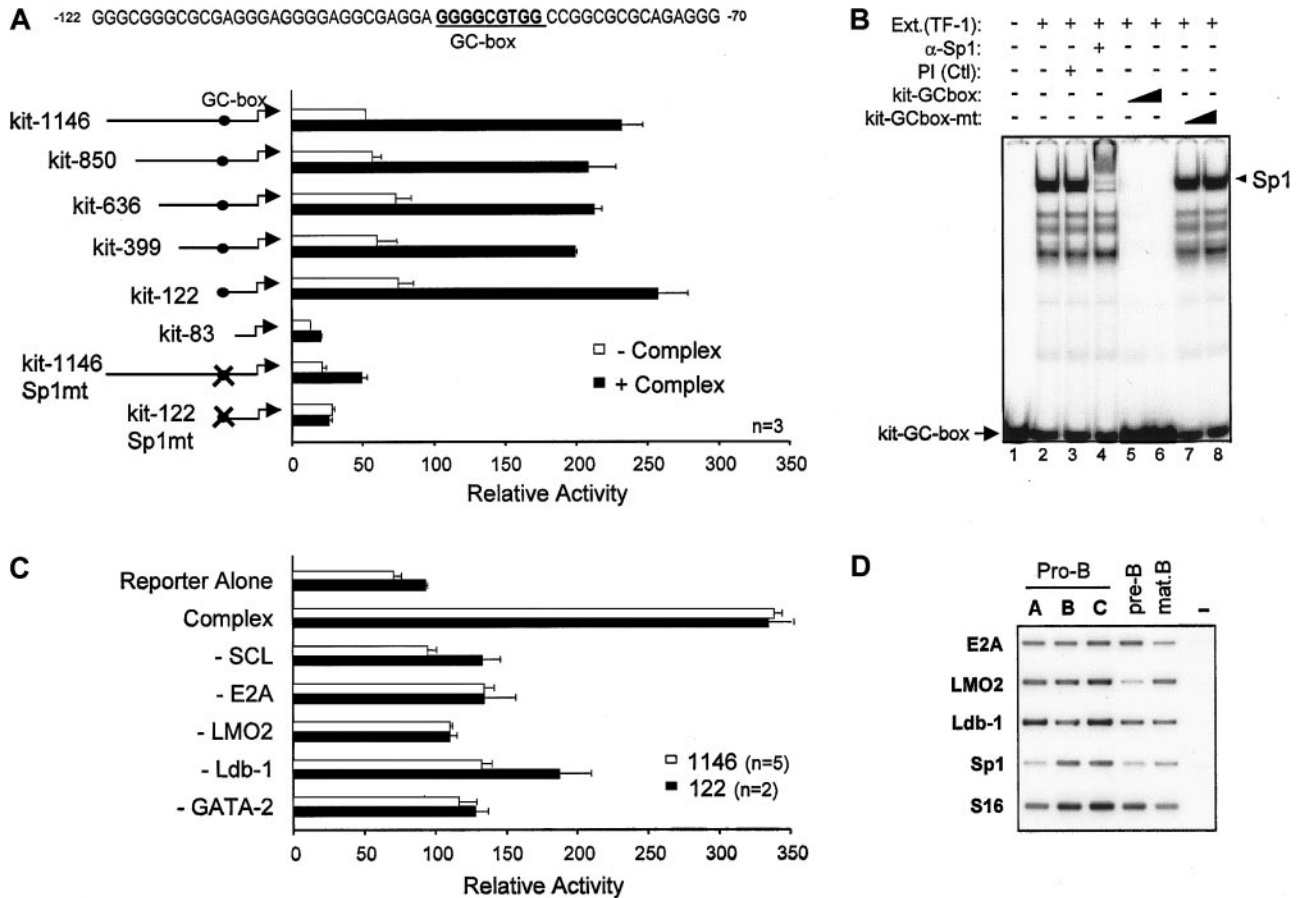 A
-122 GGGCGGGCGCGAGGGAGGGGAGGCGAGGA GGGGCGTGG CCGGCGCGCAGAGGG -70
GC-box
GC-box
kit-1146
kit-850
kit-636
kit-399
kit-122
kit-83
kit-1146
Sp1mt
kit-122
Sp1mt
- Complex
+ Complex
n=3
0 50 100 150 200 250 300 350
Relative Activity
B
Ext.(TF-1): - + + + + + + +
α-Sp1: - - - + - - - -
PI (Ctl): - - + - - - - -
kit-GCbox: - - - - - -
kit-GCbox-mt: - - - - - -
Sp1
kit-GC-box
1 2 3 4 5 6 7 8
C
Reporter Alone
Complex
- SCL
- E2A
- LMO2
- Ldb-1
- GATA-2
1146 (n=5)
122 (n=2)
0 50 100 150 200 250 300 350
Relative Activity
D
Pro-B
A B C pre-B mat.B -
E2A
LMO2
Ldb-1
Sp1
S16